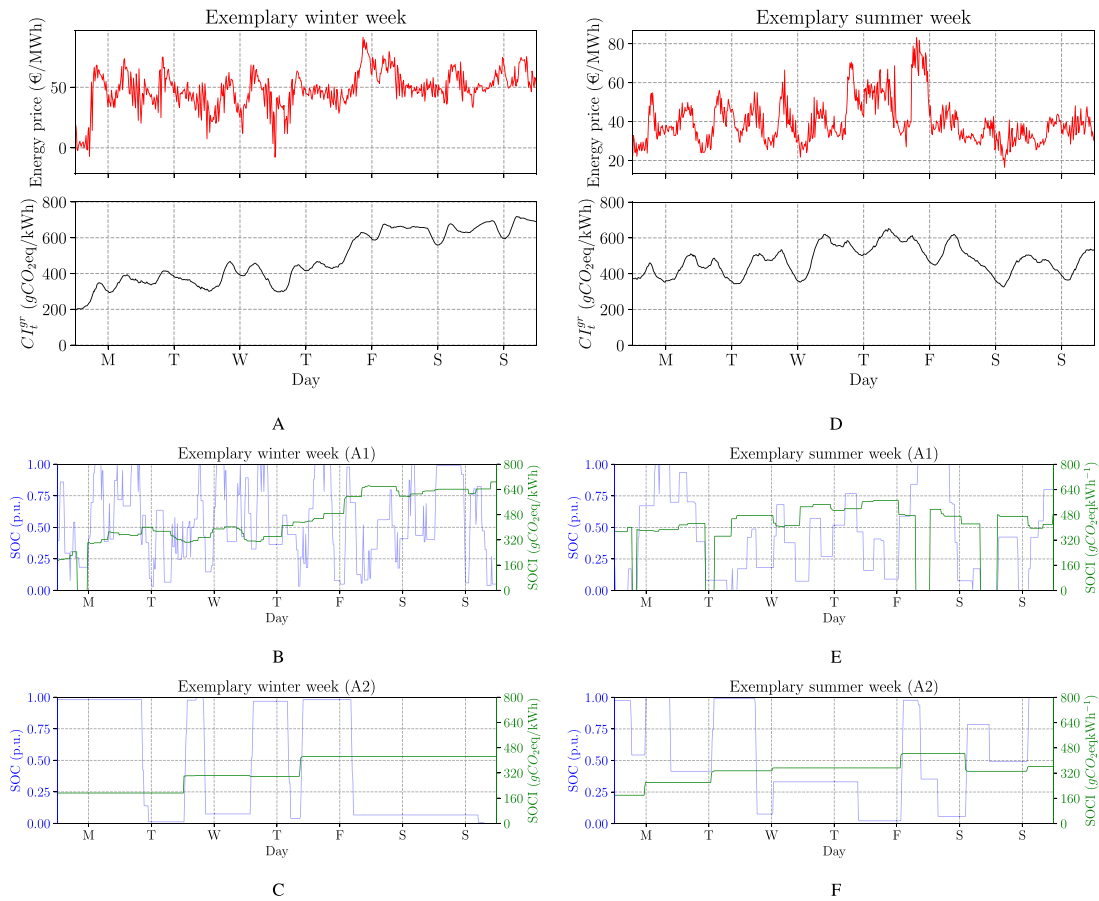 Exemplary winter week
Energy price (€/MWh)
50
0
CI_t^{gr} (gCO₂eq/kWh)
800
600
400
200
0
M T W T F S S
Day
A
Exemplary summer week
Energy price (€/MWh)
80
60
40
20
CI_t^{gr} (gCO₂eq/kWh)
800
600
400
200
0
M T W T F S S
Day
D
Exemplary winter week (A1)
SOC (p.u.)
1.00
0.75
0.50
0.25
0.00
SOCI (gCO₂eq/kWh)
800
640
480
320
160
0
M T W T F S S
Day
B
Exemplary summer week (A1)
SOC (p.u.)
1.00
0.75
0.50
0.25
0.00
SOCI (gCO₂eqkWh⁻¹)
800
640
480
320
160
0
M T W T F S S
Day
E
Exemplary winter week (A2)
SOC (p.u.)
1.00
0.75
0.50
0.25
0.00
SOCI (gCO₂eq/kWh)
800
640
480
320
160
0
M T W T F S S
Day
C
Exemplary summer week (A2)
SOC (p.u.)
1.00
0.75
0.50
0.25
0.00
SOCI (gCO₂eqkWh⁻¹)
800
640
480
320
160
0
M T W T F S S
Day
F